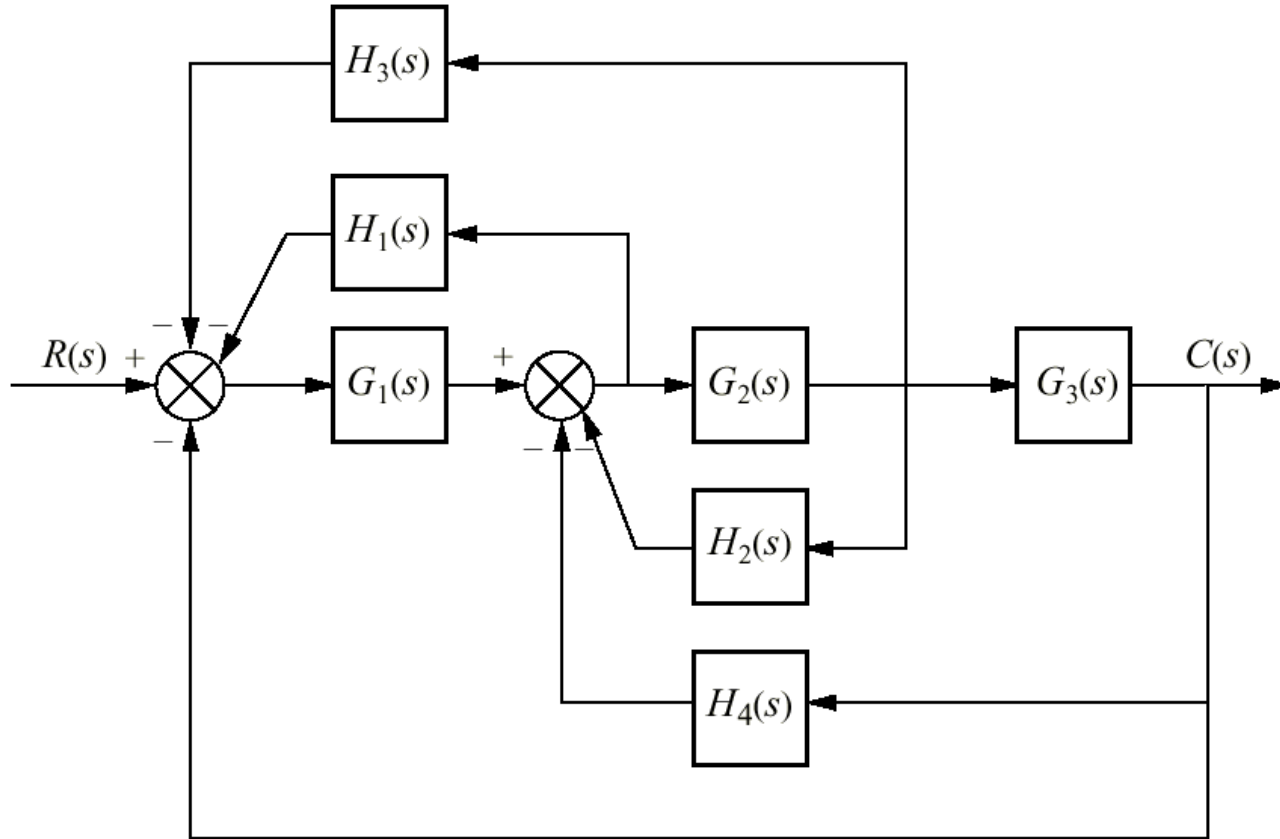 H₃(s)
H₁(s)
− −
R(s) + G₁(s) + G₂(s) G₃(s) C(s)
−
− −
H₂(s)
H₄(s)